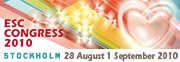 ESC
CONGRESS
2010
STOCKHOLM 28 August 1 September 2010